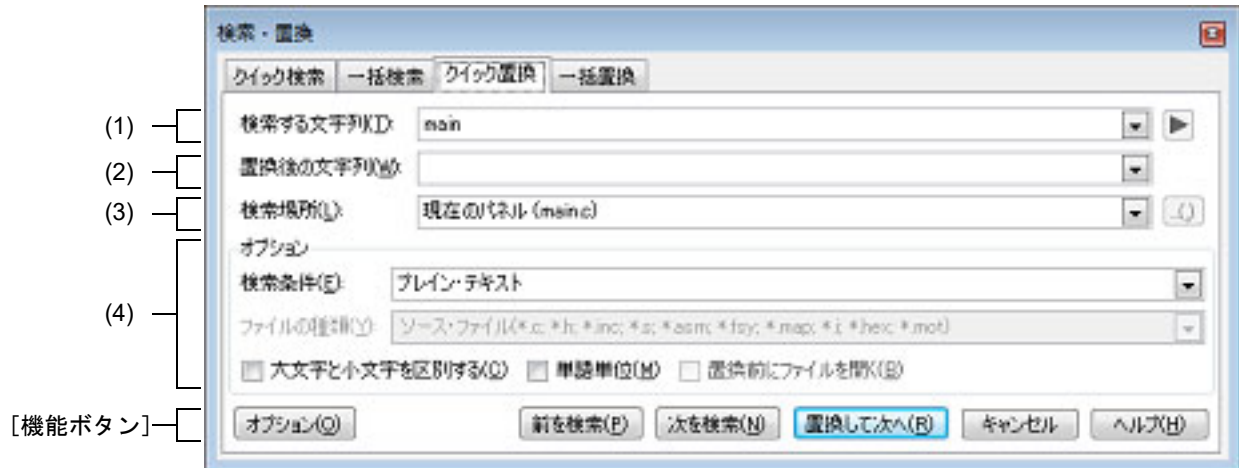 検索・置換
クイック検索 一括検索 クイック置換 一括置換
(1) 検索する文字列(T): main
(2) 置換後の文字列(W):
(3) 検索場所(L): 現在のパネル (main.c)
オプション
(4) 検索条件(E): プレイン・テキスト
ファイルの種類(Y): ソース・ファイル(*.c; *.h; *.inc; *.s; *.asm; *.fsy; *.map; *.i; *.hex; *.mot)
大文字と小文字を区別する(C) 単語単位(M) 置換前にファイルを開く(B)
[機能ボタン] オプション(O) 前を検索(P) 次を検索(N) 置換して次へ(R) キャンセル ヘルプ(H)